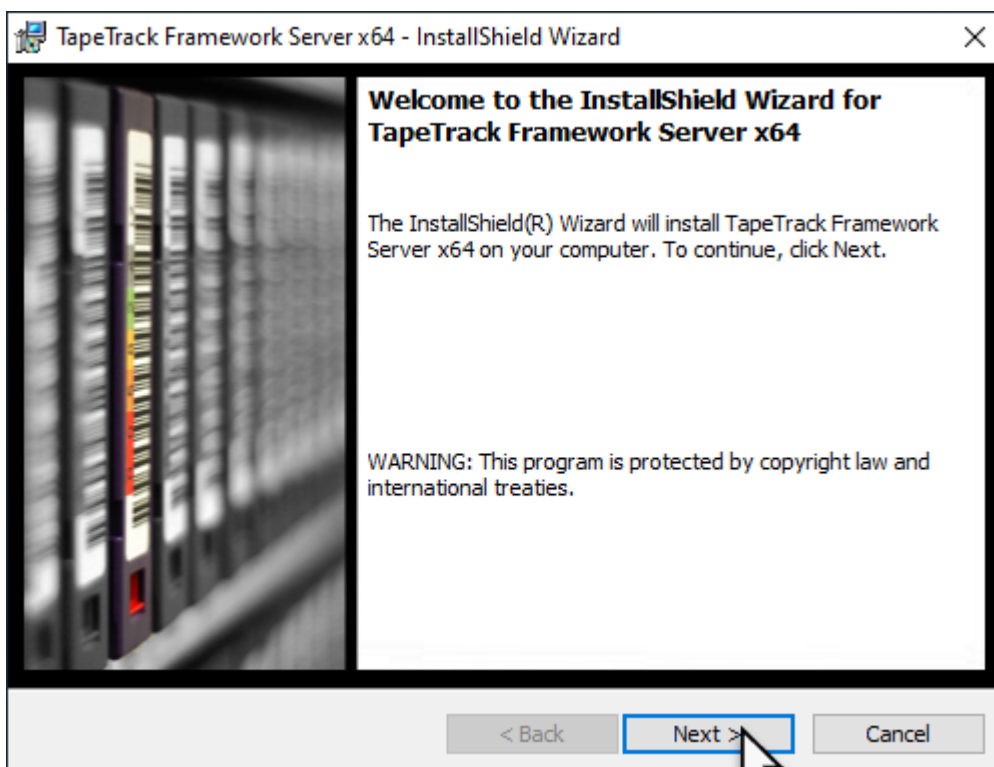 TapeTrack Framework Server x64 - InstallShield Wizard
Welcome to the InstallShield Wizard for
TapeTrack Framework Server x64
The InstallShield(R) Wizard will install TapeTrack Framework
Server x64 on your computer. To continue, click Next.
WARNING: This program is protected by copyright law and
international treaties.
< Back
Next >
Cancel